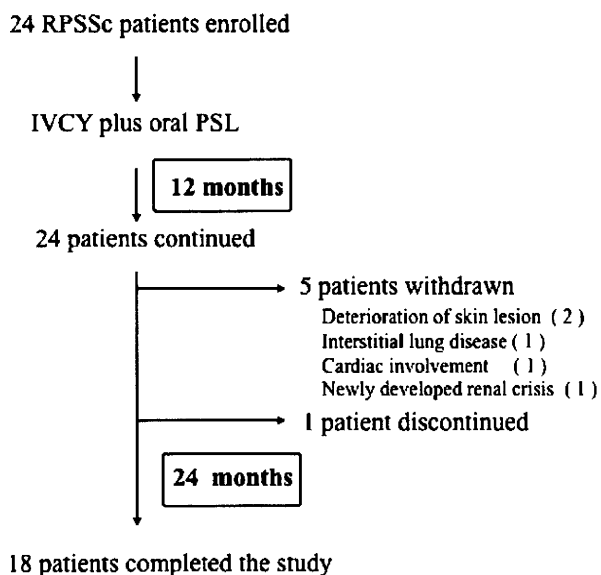 24 RPSSc patients enrolled
IVCY plus oral PSL
12 months
24 patients continued
5 patients withdrawn
Deterioration of skin lesion ( 2 )
Interstitial lung disease ( 1 )
Cardiac involvement ( 1 )
Newly developed renal crisis ( 1 )
1 patient discontinued
24 months
18 patients completed the study